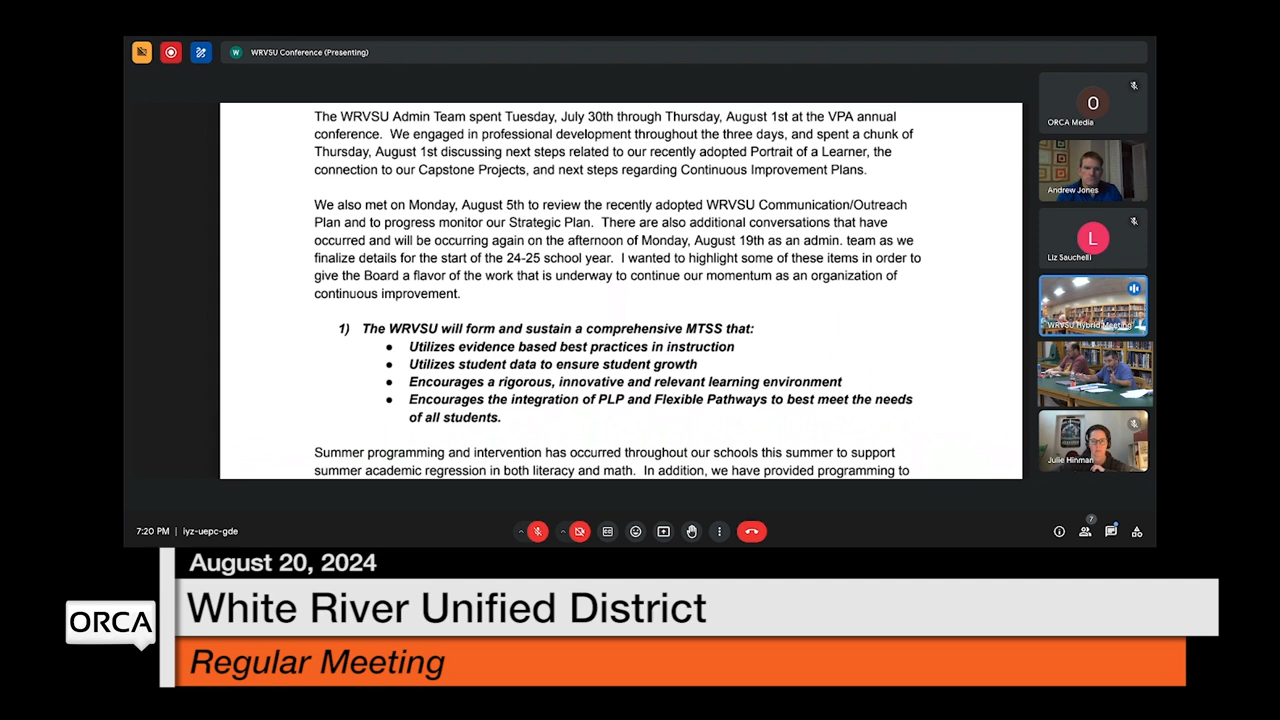 W WRVSU Conference (Presenting)
The WRVSU Admin Team spent Tuesday, July 30th through Thursday, August 1st at the VPA annual
conference. We engaged in professional development throughout the three days, and spent a chunk of
Thursday, August 1st discussing next steps related to our recently adopted Portrait of a Learner, the
connection to our Capstone Projects, and next steps regarding Continuous Improvement Plans.
We also met on Monday, August 5th to review the recently adopted WRVSU Communication/Outreach
Plan and to progress monitor our Strategic Plan. There are also additional conversations that have
occurred and will be occurring again on the afternoon of Monday, August 19th as an admin. team as we
finalize details for the start of the 24-25 school year. I wanted to highlight some of these items in order to
give the Board a flavor of the work that is underway to continue our momentum as an organization of
continuous improvement.
1) The WRVSU will form and sustain a comprehensive MTSS that:
● Utilizes evidence based best practices in instruction
● Utilizes student data to ensure student growth
● Encourages a rigorous, innovative and relevant learning environment
● Encourages the integration of PLP and Flexible Pathways to best meet the needs
of all students.
Summer programming and intervention has occurred throughout our schools this summer to support
summer academic regression in both literacy and math. In addition, we have provided programming to
O
ORCA Media
Andrew Jones
L
Liz Sauchelli
WRVSU Hybrid Meeting
Julie Hinman
7:20 PM | iyz-uepc-gde
7
August 20, 2024
ORCA
White River Unified District
Regular Meeting